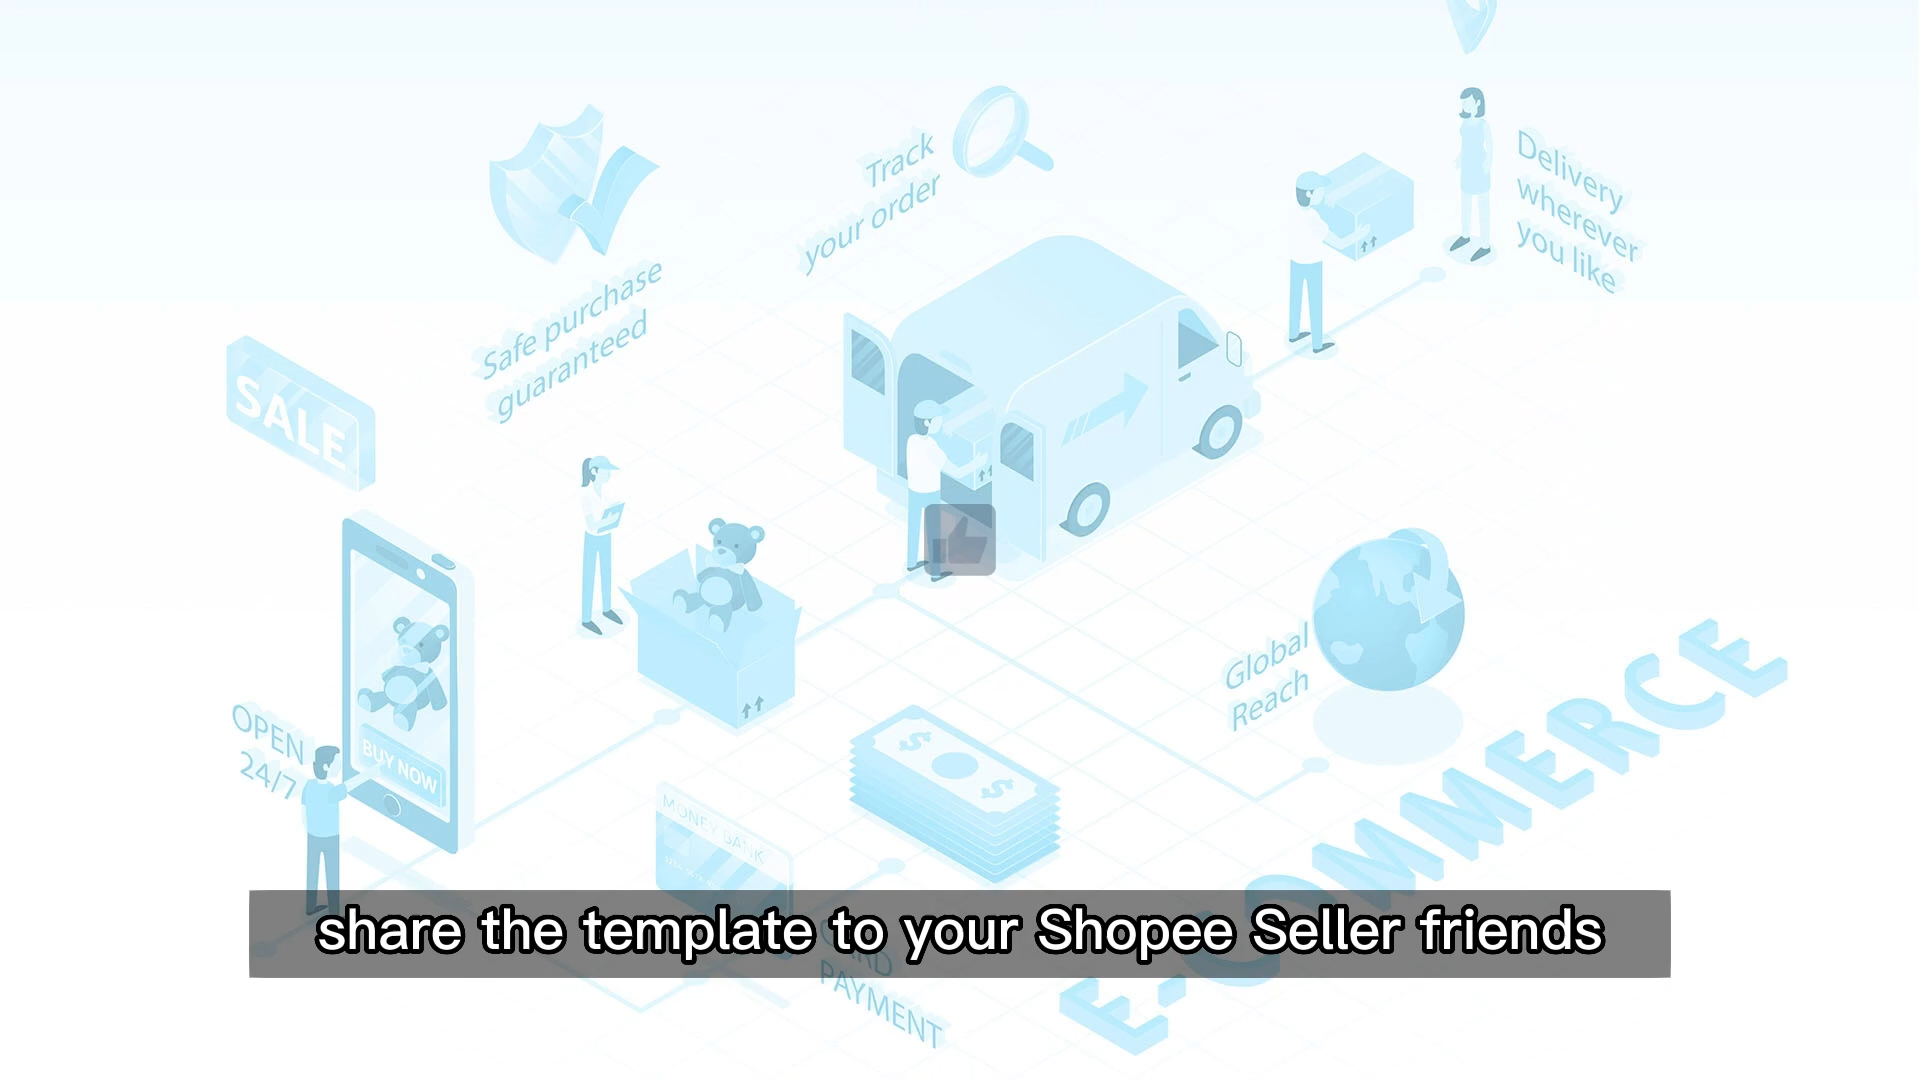 Track
your order
Delivery
wherever
you like
Safe purchase
guaranteed
SALE
OPEN
24/7
BUY NOW
Global
Reach
MONEY BANK
E-COMMERCE
PAYMENT
share the template to your Shopee Seller friends